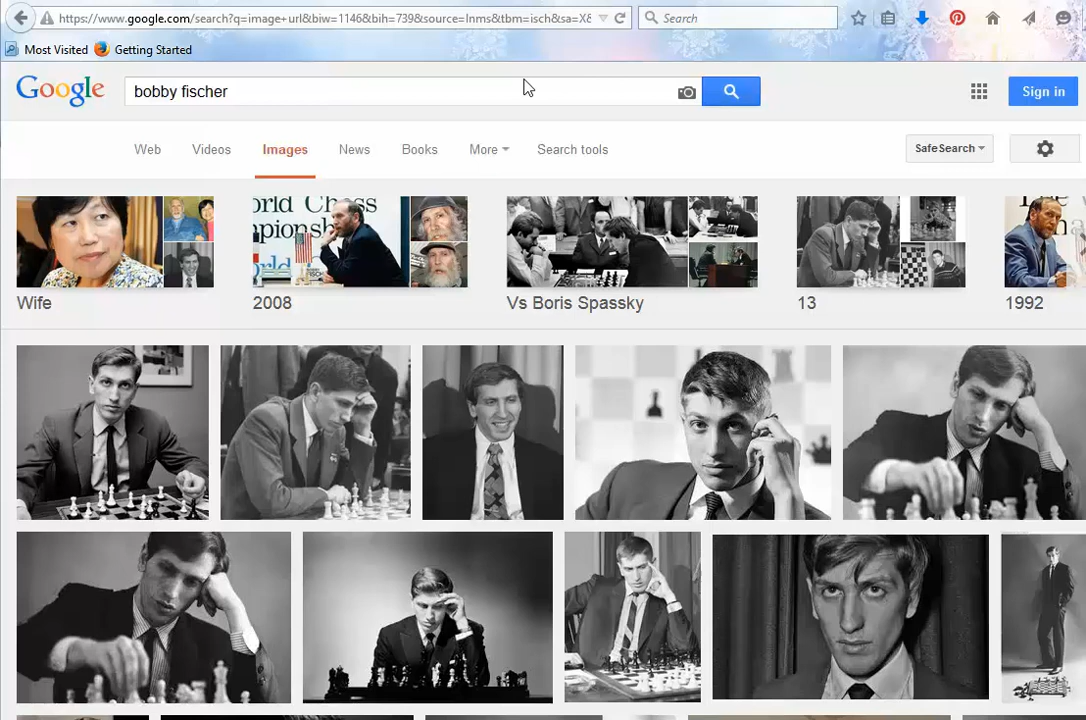 https://www.google.com/search?q=image+url&biw=1146&bih=739&source=lnms&tbm=isch&sa=X&
Search
Most Visited
Getting Started
Google
bobby fischer
Sign in
Web
Videos
Images
News
Books
More
Search tools
SafeSearch
Wife
2008
Vs Boris Spassky
13
1992